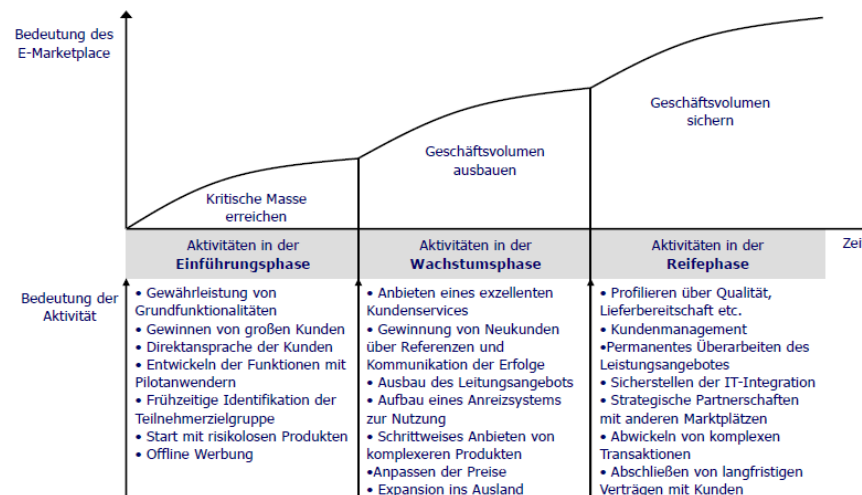 Bedeutung des
E-Marketplace
Geschäftsvolumen
sichern
Geschäftsvolumen
ausbauen
Kritische Masse
erreichen
Zei
Aktivitäten in der
Einführungsphase
Aktivitäten in der
Wachstumsphase
Aktivitäten in der
Reifephase
Bedeutung der
Aktivität
• Gewährleistung von
Grundfunktionalitäten
• Gewinnen von großen Kunden
• Direktansprache der Kunden
• Entwickeln der Funktionen mit
Pilotanwendern
• Frühzeitige Identifikation der
Teilnehmerzielgruppe
• Start mit risikolosen Produkten
• Offline Werbung
• Anbieten eines exzellenten
Kundenservices
• Gewinnung von Neukunden
über Referenzen und
Kommunikation der Erfolge
• Ausbau des Leitungsangebots
• Aufbau eines Anreizsystems
zur Nutzung
• Schrittweises Anbieten von
komplexeren Produkten
•Anpassen der Preise
• Expansion ins Ausland
• Profilieren über Qualität,
Lieferbereitschaft etc.
• Kundenmanagement
•Permanentes Überarbeiten des
Leistungsangebotes
• Sicherstellen der IT-Integration
• Strategische Partnerschaften
mit anderen Marktplätzen
• Abwickeln von komplexen
Transaktionen
• Abschließen von langfristigen
Verträgen mit Kunden